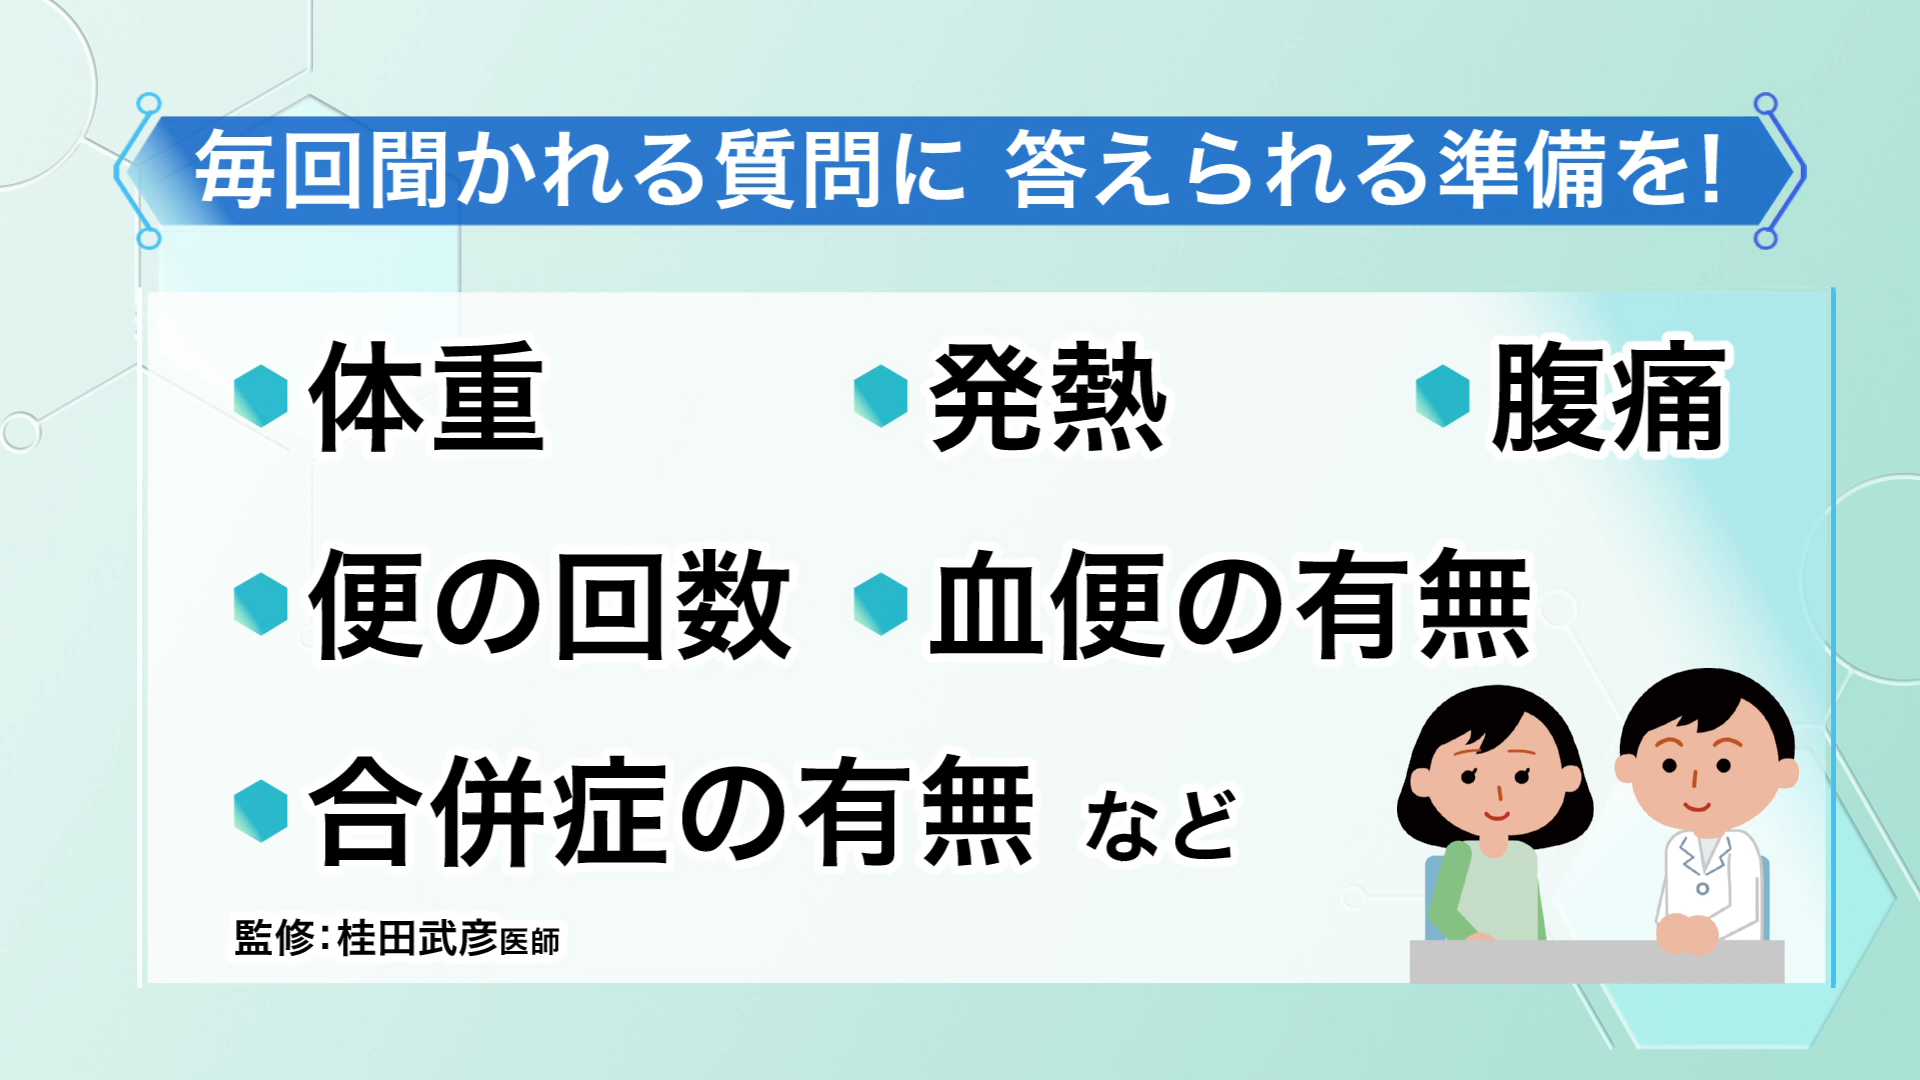 毎回聞かれる質問に 答えられる準備を!
体重 発熱 腹痛
便の回数 血便の有無
合併症の有無 など
監修:桂田武彦医師